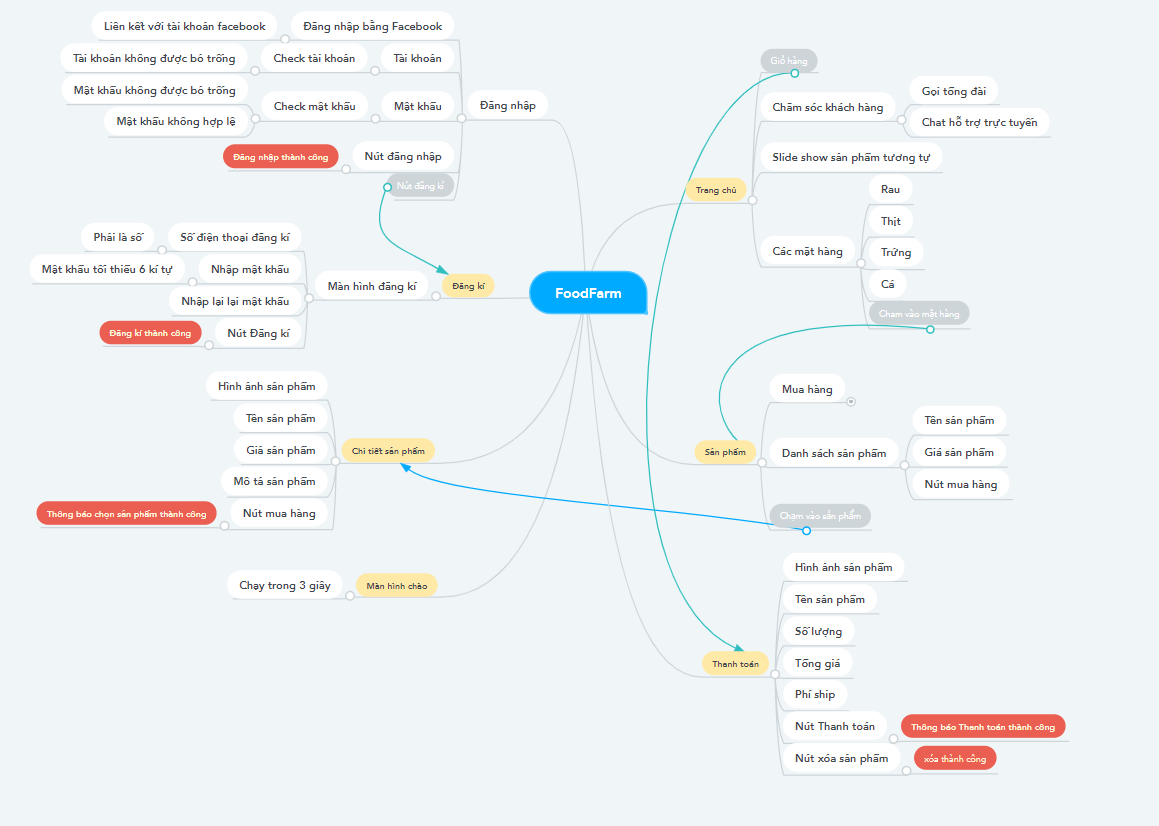 FoodFarm
Đăng nhập
Đăng nhập bằng Facebook
Liên kết với tài khoản facebook
Tài khoản
Check tài khoản
Tài khoản không được bỏ trống
Mật khẩu
Check mật khẩu
Mật khẩu không được bỏ trống
Mật khẩu không hợp lệ
Nút đăng nhập
Đăng nhập thành công
Nút đăng kí
Đăng kí
Màn hình đăng kí
Số điện thoại đăng kí
Phải là số
Nhập mật khẩu
Mật khẩu tối thiểu 6 kí tự
Nhập lại lại mật khẩu
Nút Đăng kí
Đăng kí thành công
Chi tiết sản phẩm
Hình ảnh sản phẩm
Tên sản phẩm
Giá sản phẩm
Mô tả sản phẩm
Nút mua hàng
Thông báo chọn sản phẩm thành công
Màn hình chào
Chạy trong 3 giây
Trang chủ
Giỏ hàng
Chăm sóc khách hàng
Gọi tổng đài
Chat hỗ trợ trực tuyến
Slide show sản phẩm tương tự
Các mặt hàng
Rau
Thịt
Trứng
Cá
Chạm vào mặt hàng
Sản phẩm
Mua hàng
Danh sách sản phẩm
Tên sản phẩm
Giá sản phẩm
Nút mua hàng
Chạm vào sản phẩm
Thanh toán
Hình ảnh sản phẩm
Tên sản phẩm
Số lượng
Tổng giá
Phí ship
Nút Thanh toán
Thông báo Thanh toán thành công
Nút xóa sản phẩm
xóa thành công